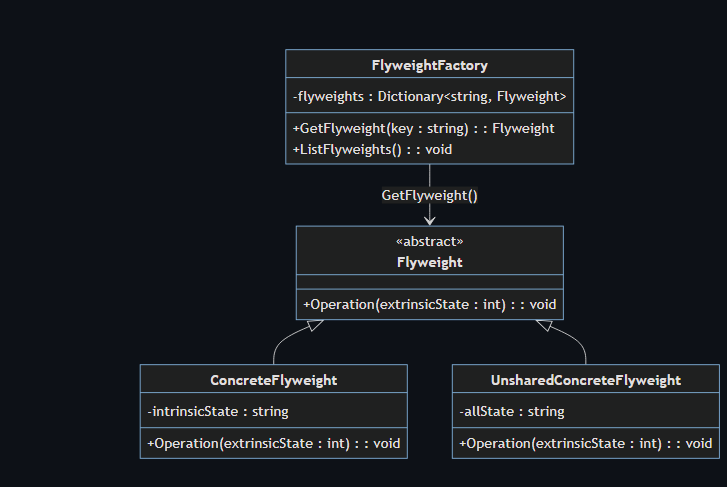 FlyweightFactory
-flyweights : Dictionary<string, Flyweight>
+GetFlyweight(key : string) : : Flyweight
+ListFlyweights() : : void
GetFlyweight()
«abstract»
Flyweight
+Operation(extrinsicState : int) : : void
ConcreteFlyweight
-intrinsicState : string
+Operation(extrinsicState : int) : : void
UnsharedConcreteFlyweight
-allState : string
+Operation(extrinsicState : int) : : void